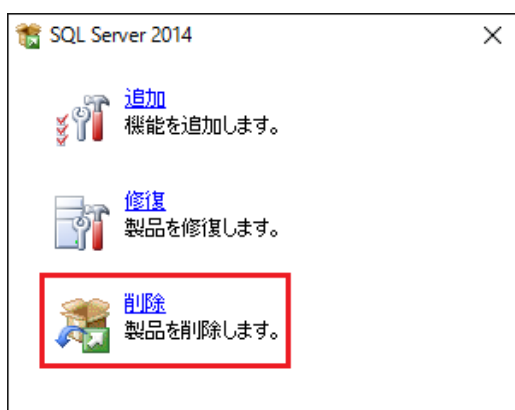 SQL Server 2014
追加
機能を追加します。
修復
製品を修復します。
削除
製品を削除します。